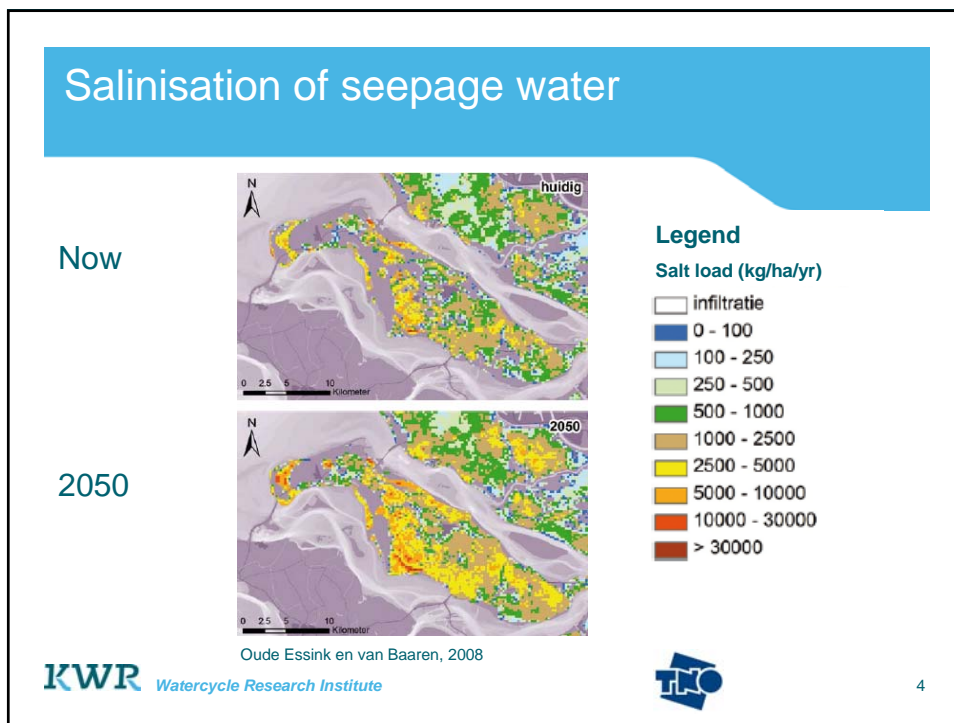 Salinisation of seepage water
Now
N
huidig
0 2.5 5 10
Kilometer
2050
N
2050
0 2.5 5 10
Kilometer
Legend
Salt load (kg/ha/yr)
infiltratie
0 - 100
100 - 250
250 - 500
500 - 1000
1000 - 2500
2500 - 5000
5000 - 10000
10000 - 30000
> 30000
Oude Essink en van Baaren, 2008
KWR Watercycle Research Institute
TNO
4